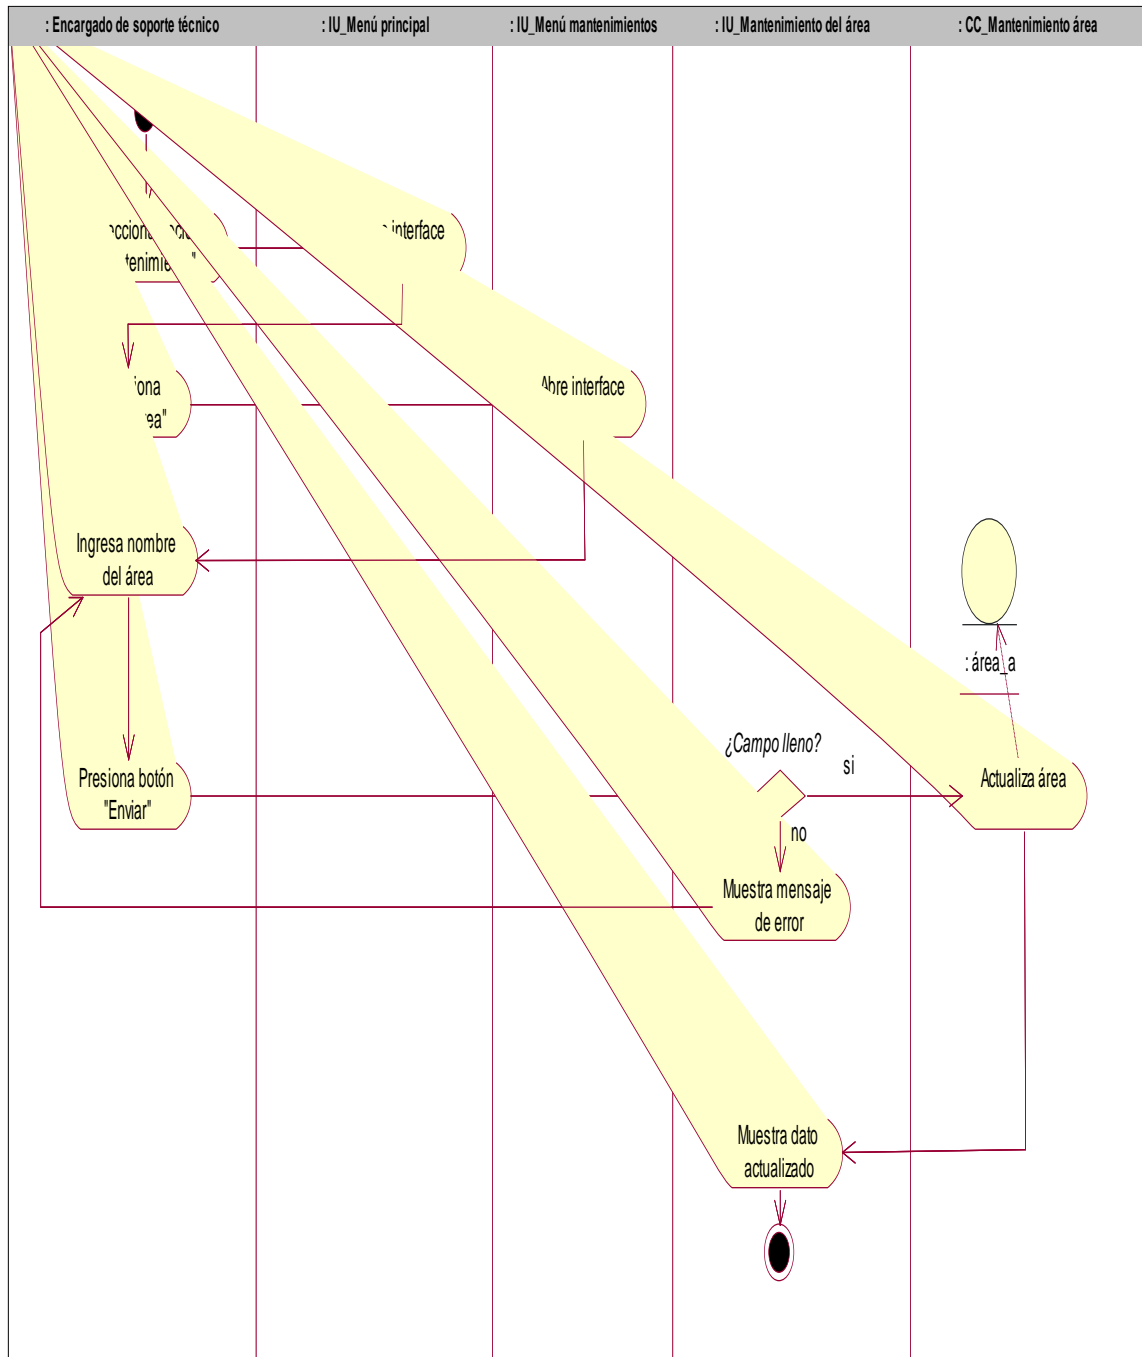 : Encargado de soporte técnico
: IU_Menú principal
: IU_Menú mantenimientos
: IU_Mantenimiento del área
: CC_Mantenimiento área
interface
Abre interface
Ingresa nombre
del área
: área_a
¿Campo lleno?
si
Presiona botón
"Enviar"
Actualiza área
no
Muestra mensaje
de error
Muestra dato
actualizado